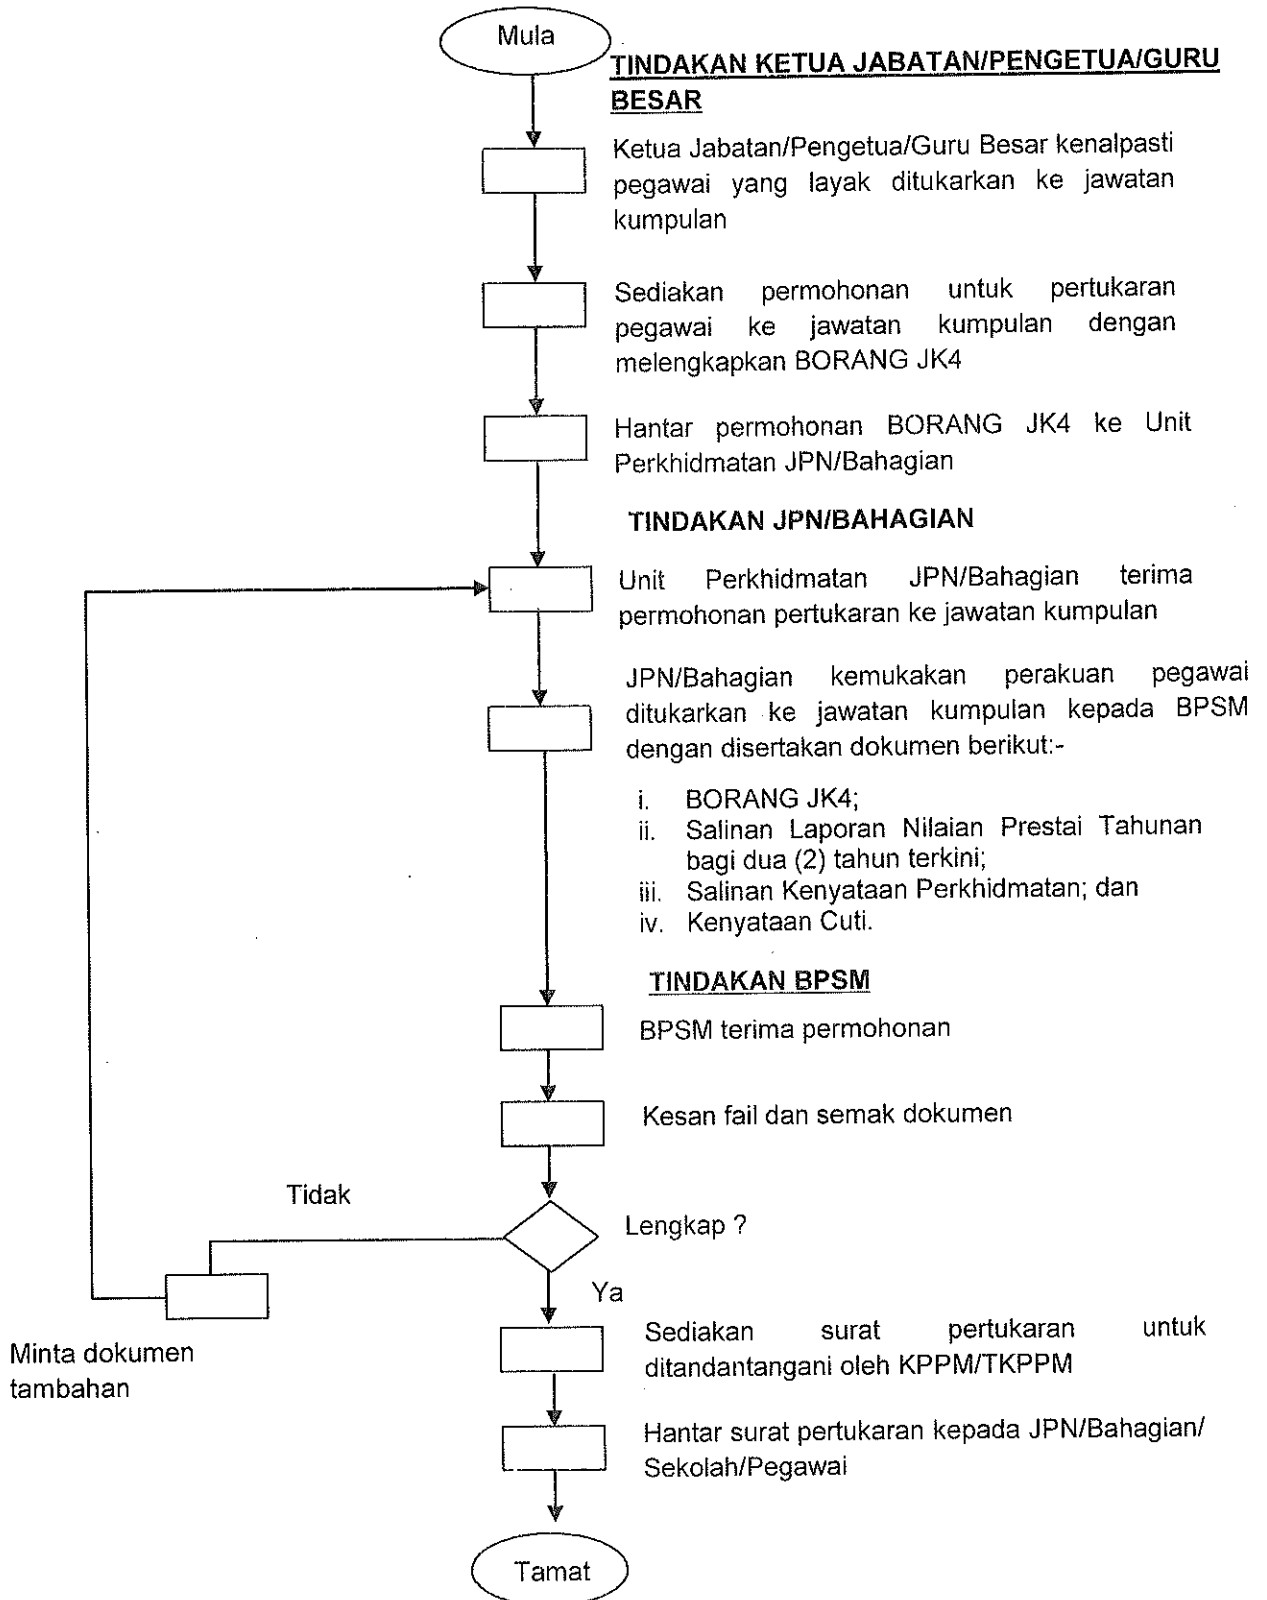 Mula
TINDAKAN KETUA JABATAN/PENGETUA/GURU
BESAR
Ketua Jabatan/Pengetua/Guru Besar kenalpasti
pegawai yang layak ditukarkan ke jawatan
kumpulan
Sediakan permohonan untuk pertukaran
pegawai ke jawatan kumpulan dengan
melengkapkan BORANG JK4
Hantar permohonan BORANG JK4 ke Unit
Perkhidmatan JPN/Bahagian
TINDAKAN JPN/BAHAGIAN
Unit Perkhidmatan JPN/Bahagian terima
permohonan pertukaran ke jawatan kumpulan
JPN/Bahagian kemukakan perakuan pegawai
ditukarkan ke jawatan kumpulan kepada BPSM
dengan disertakan dokumen berikut:-
i. BORANG JK4;
ii. Salinan Laporan Nilaian Prestai Tahunan
bagi dua (2) tahun terkini;
iii. Salinan Kenyataan Perkhidmatan; dan
iv. Kenyataan Cuti.
TINDAKAN BPSM
BPSM terima permohonan
Kesan fail dan semak dokumen
Tidak
Lengkap ?
Ya
Minta dokumen
tambahan
Sediakan surat pertukaran untuk
ditandantangani oleh KPPM/TKPPM
Hantar surat pertukaran kepada JPN/Bahagian/
Sekolah/Pegawai
Tamat